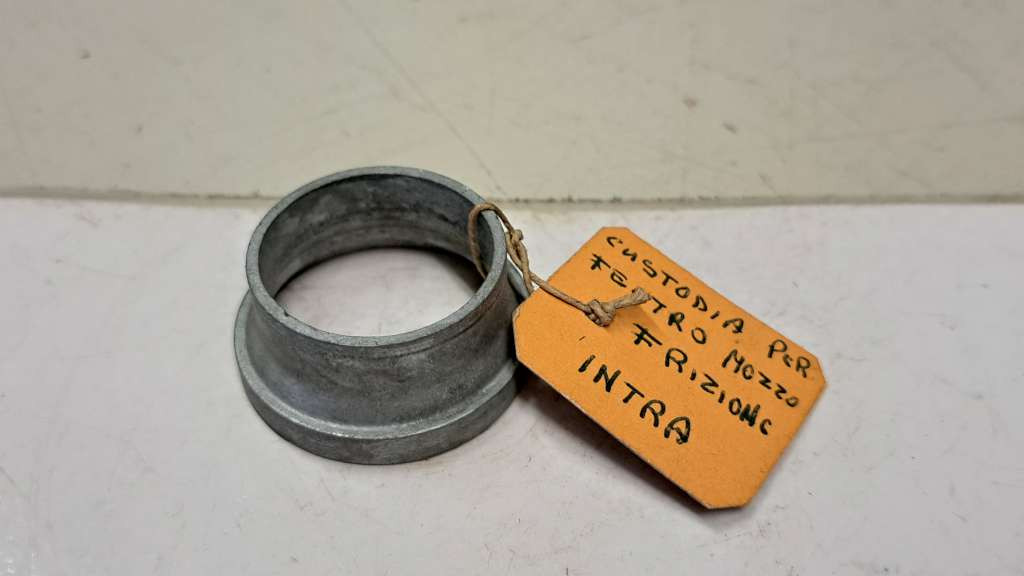 CUSTODIA PER
FELTRO MOZZO
FRIZIONE
INTRA